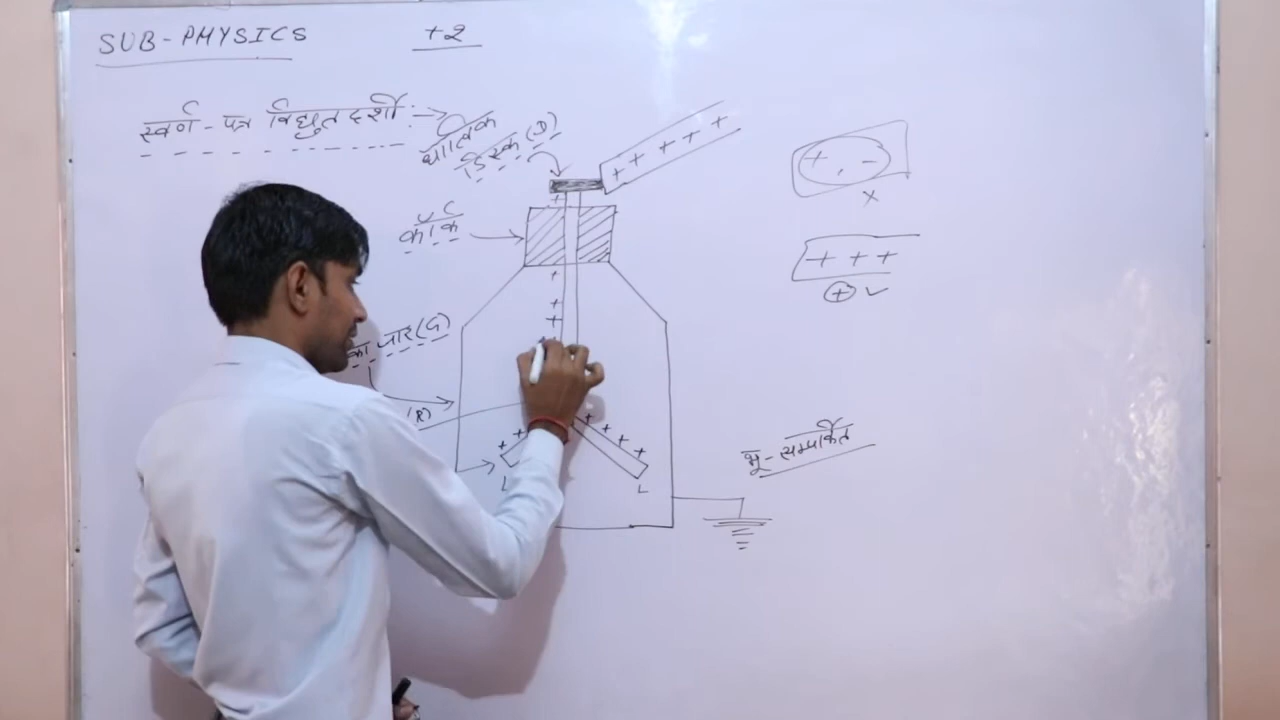 SUB-PHYSICS +2
स्वर्ण-पत्र विद्युतदर्शी :→
धात्विक
डिस्क (D)
कॉर्क
का जार (G)
(R)
L L
भू-सम्पर्कित
+ + + + +
+ , -
x
+ + +
⊕ ✓